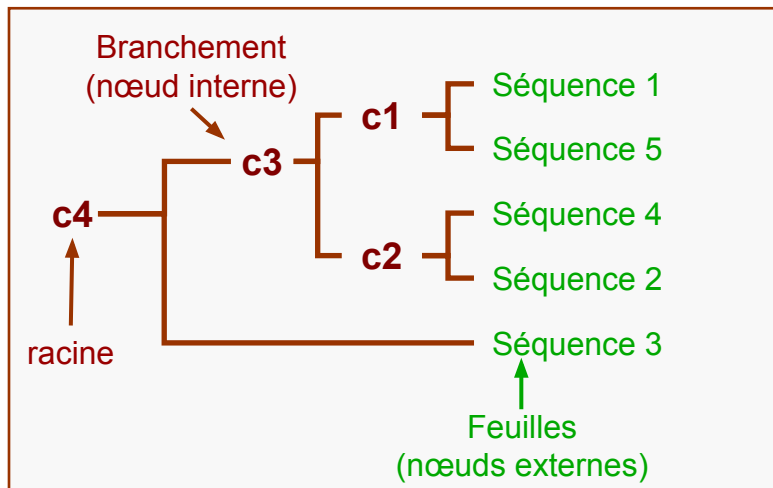 Branchement
(nœud interne)
Séquence 1
c1
Séquence 5
c3
c4
Séquence 4
c2
Séquence 2
racine
Séquence 3
Feuilles
(nœuds externes)